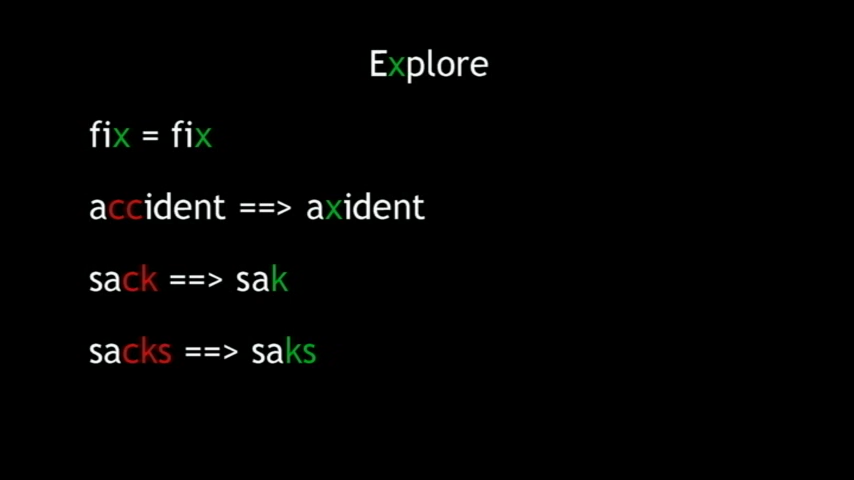 Explore
fix = fix
accident ==> axident
sack ==> sak
sacks ==> saks